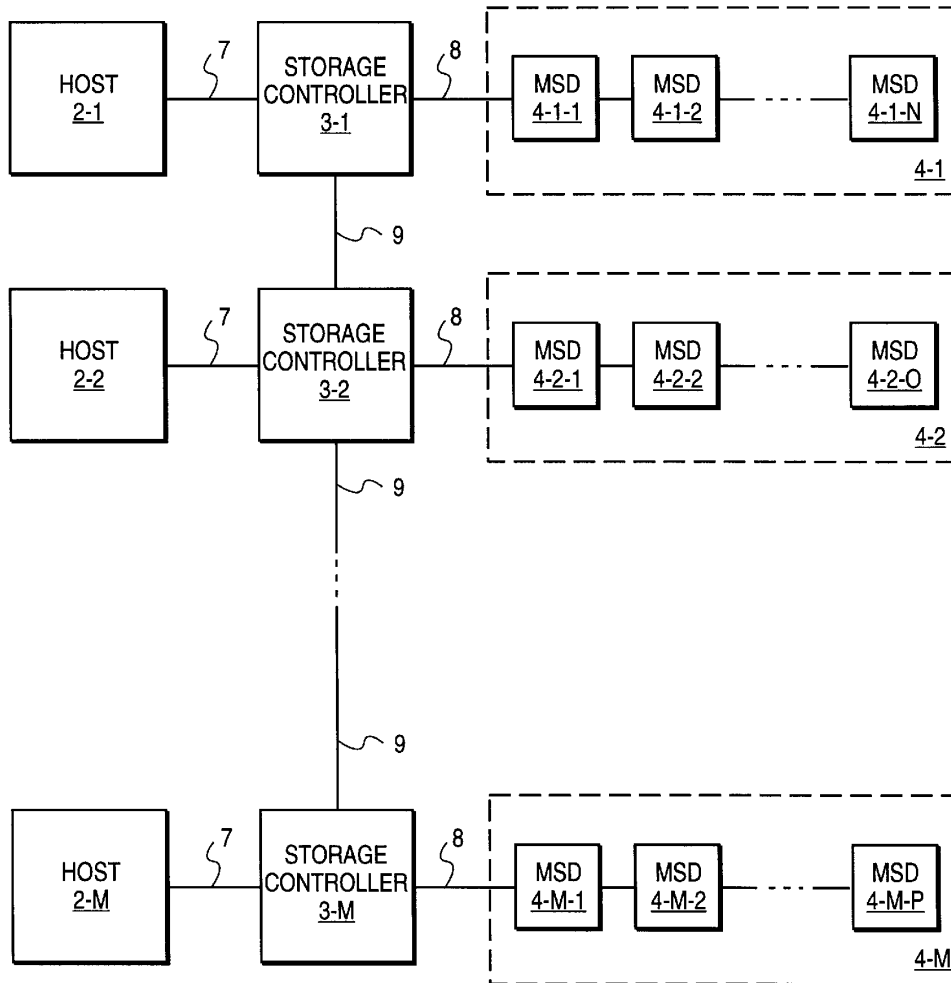 HOST
2-1
7
STORAGE
CONTROLLER
3-1
8
MSD
4-1-1
MSD
4-1-2
MSD
4-1-N
4-1
9
HOST
2-2
7
STORAGE
CONTROLLER
3-2
8
MSD
4-2-1
MSD
4-2-2
MSD
4-2-O
4-2
9
9
HOST
2-M
7
STORAGE
CONTROLLER
3-M
8
MSD
4-M-1
MSD
4-M-2
MSD
4-M-P
4-M